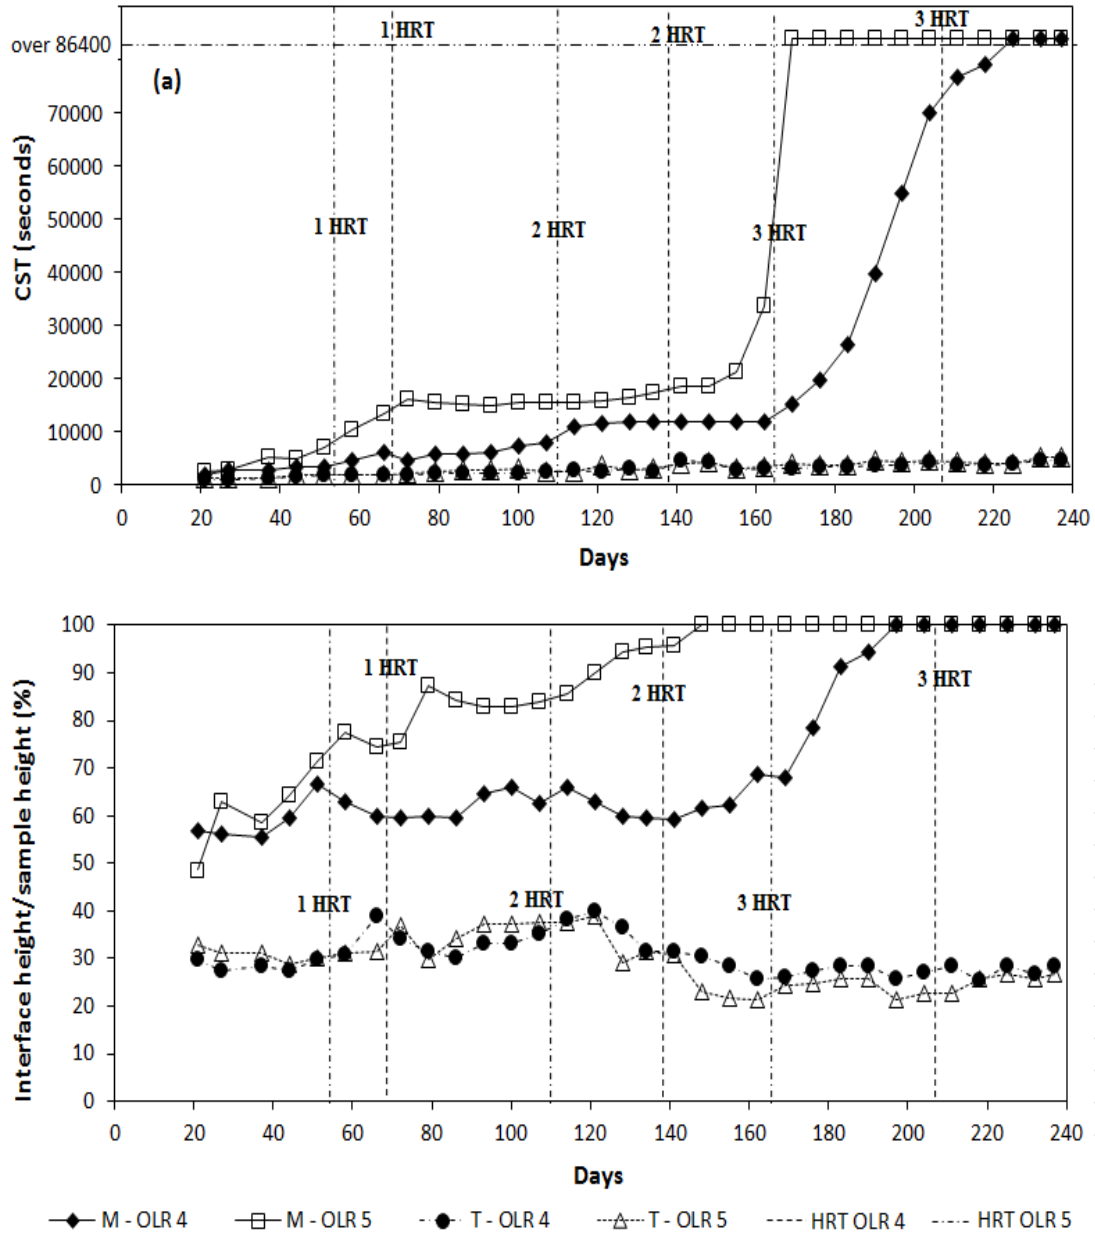 over 86400
70000
60000
50000
40000
30000
20000
10000
0
CST (seconds)
(a)
1 HRT
2 HRT
3 HRT
1 HRT
2 HRT
3 HRT
0 20 40 60 80 100 120 140 160 180 200 220 240
Days
100
90
80
70
60
50
40
30
20
10
0
Interface height/sample height (%)
1 HRT
2 HRT
3 HRT
1 HRT
2 HRT
3 HRT
0 20 40 60 80 100 120 140 160 180 200 220 240
Days
M - OLR 4 M - OLR 5 T - OLR 4 T - OLR 5 HRT OLR 4 HRT OLR 5